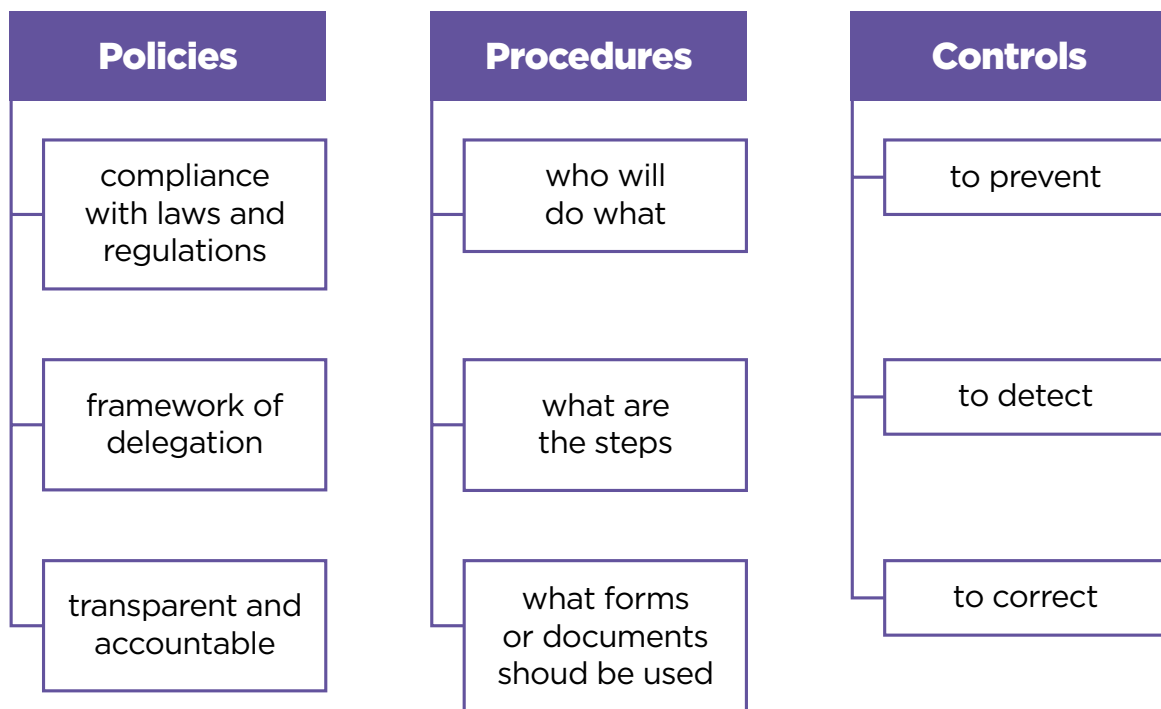 Policies
compliance
with laws and
regulations
framework of
delegation
transparent and
accountable
Procedures
who will
do what
what are
the steps
what forms
or documents
shoud be used
Controls
to prevent
to detect
to correct